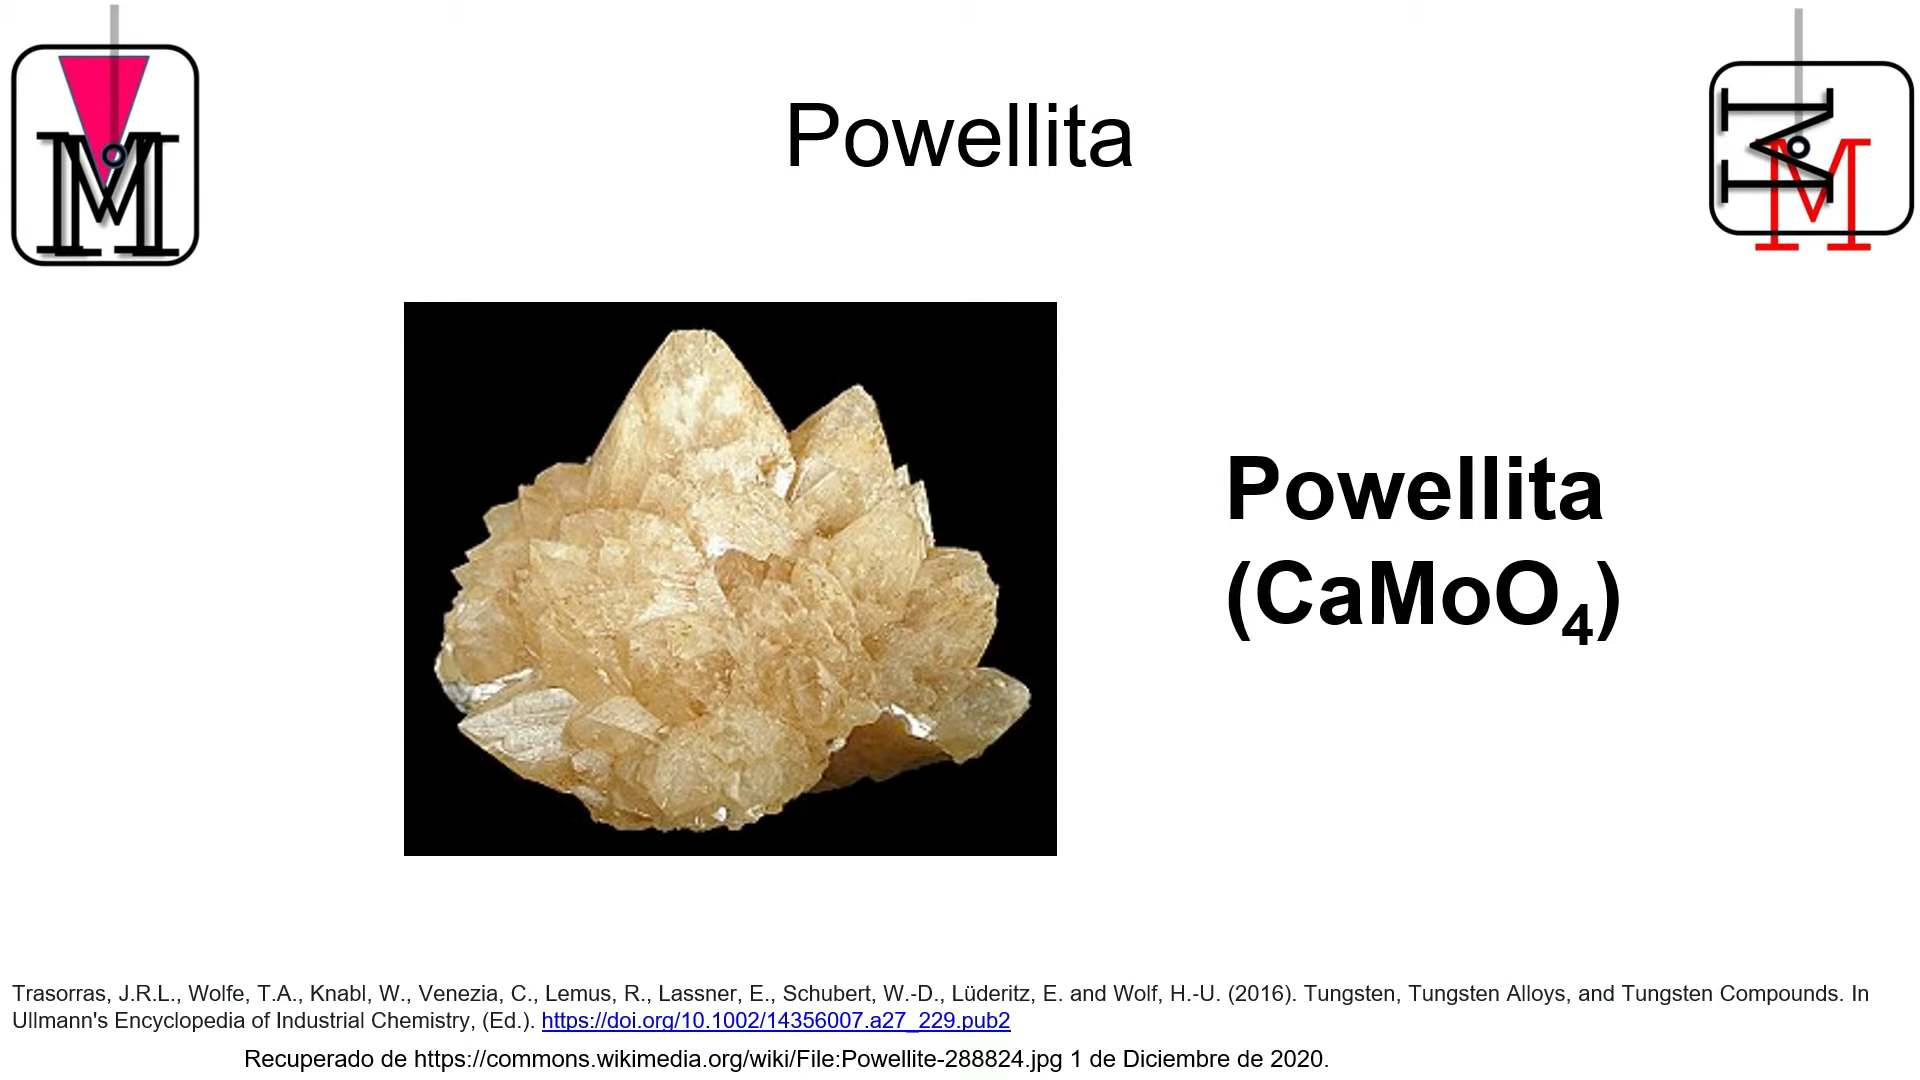 Powellita
Powellita
(CaMoO₄)
Trasorras, J.R.L., Wolfe, T.A., Knabl, W., Venezia, C., Lemus, R., Lassner, E., Schubert, W.-D., Lüderitz, E. and Wolf, H.-U. (2016). Tungsten, Tungsten Alloys, and Tungsten Compounds. In
Ullmann's Encyclopedia of Industrial Chemistry, (Ed.). https://doi.org/10.1002/14356007.a27_229.pub2
Recuperado de https://commons.wikimedia.org/wiki/File:Powellite-288824.jpg 1 de Diciembre de 2020.